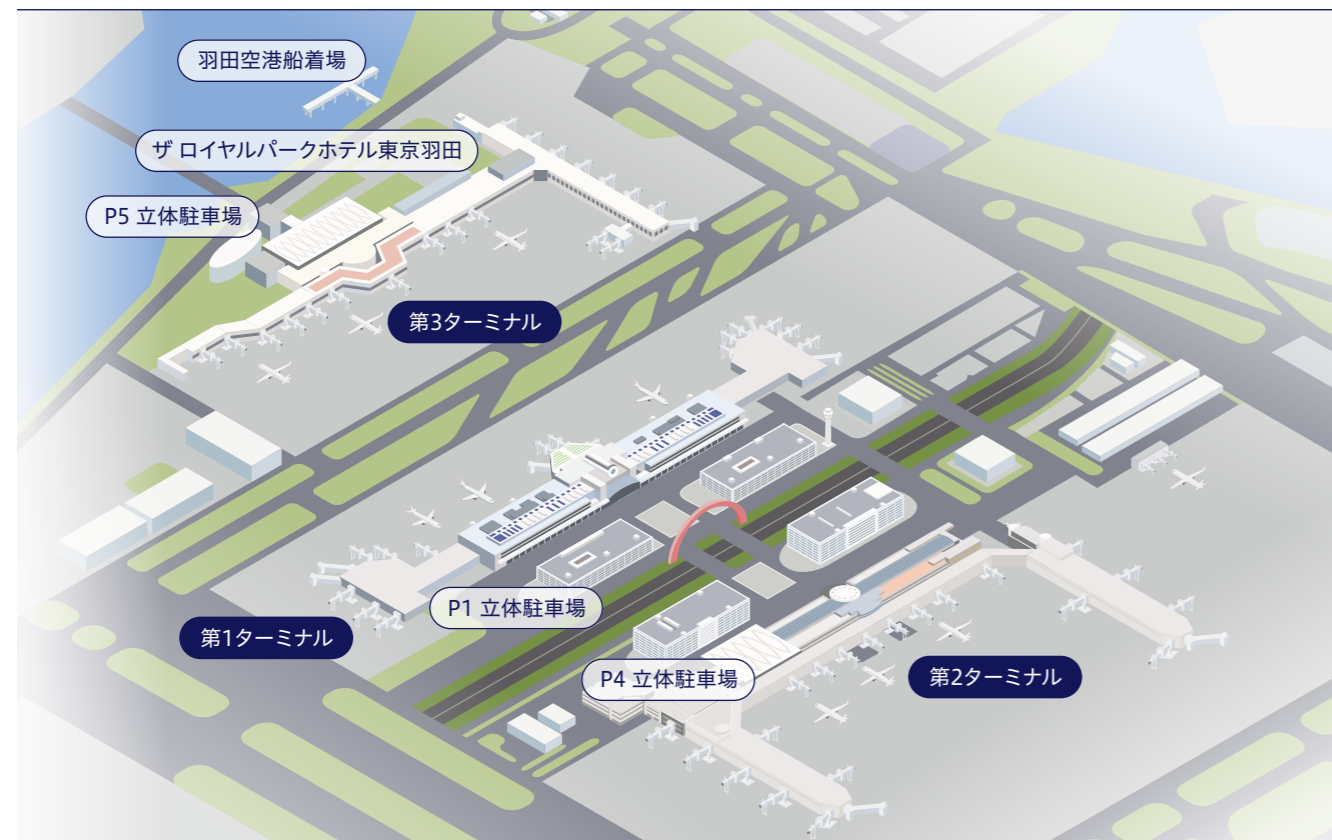 羽田空港船着場
ザ ロイヤルパークホテル東京羽田
P5 立体駐車場
第3ターミナル
P1 立体駐車場
第1ターミナル
P4 立体駐車場
第2ターミナル